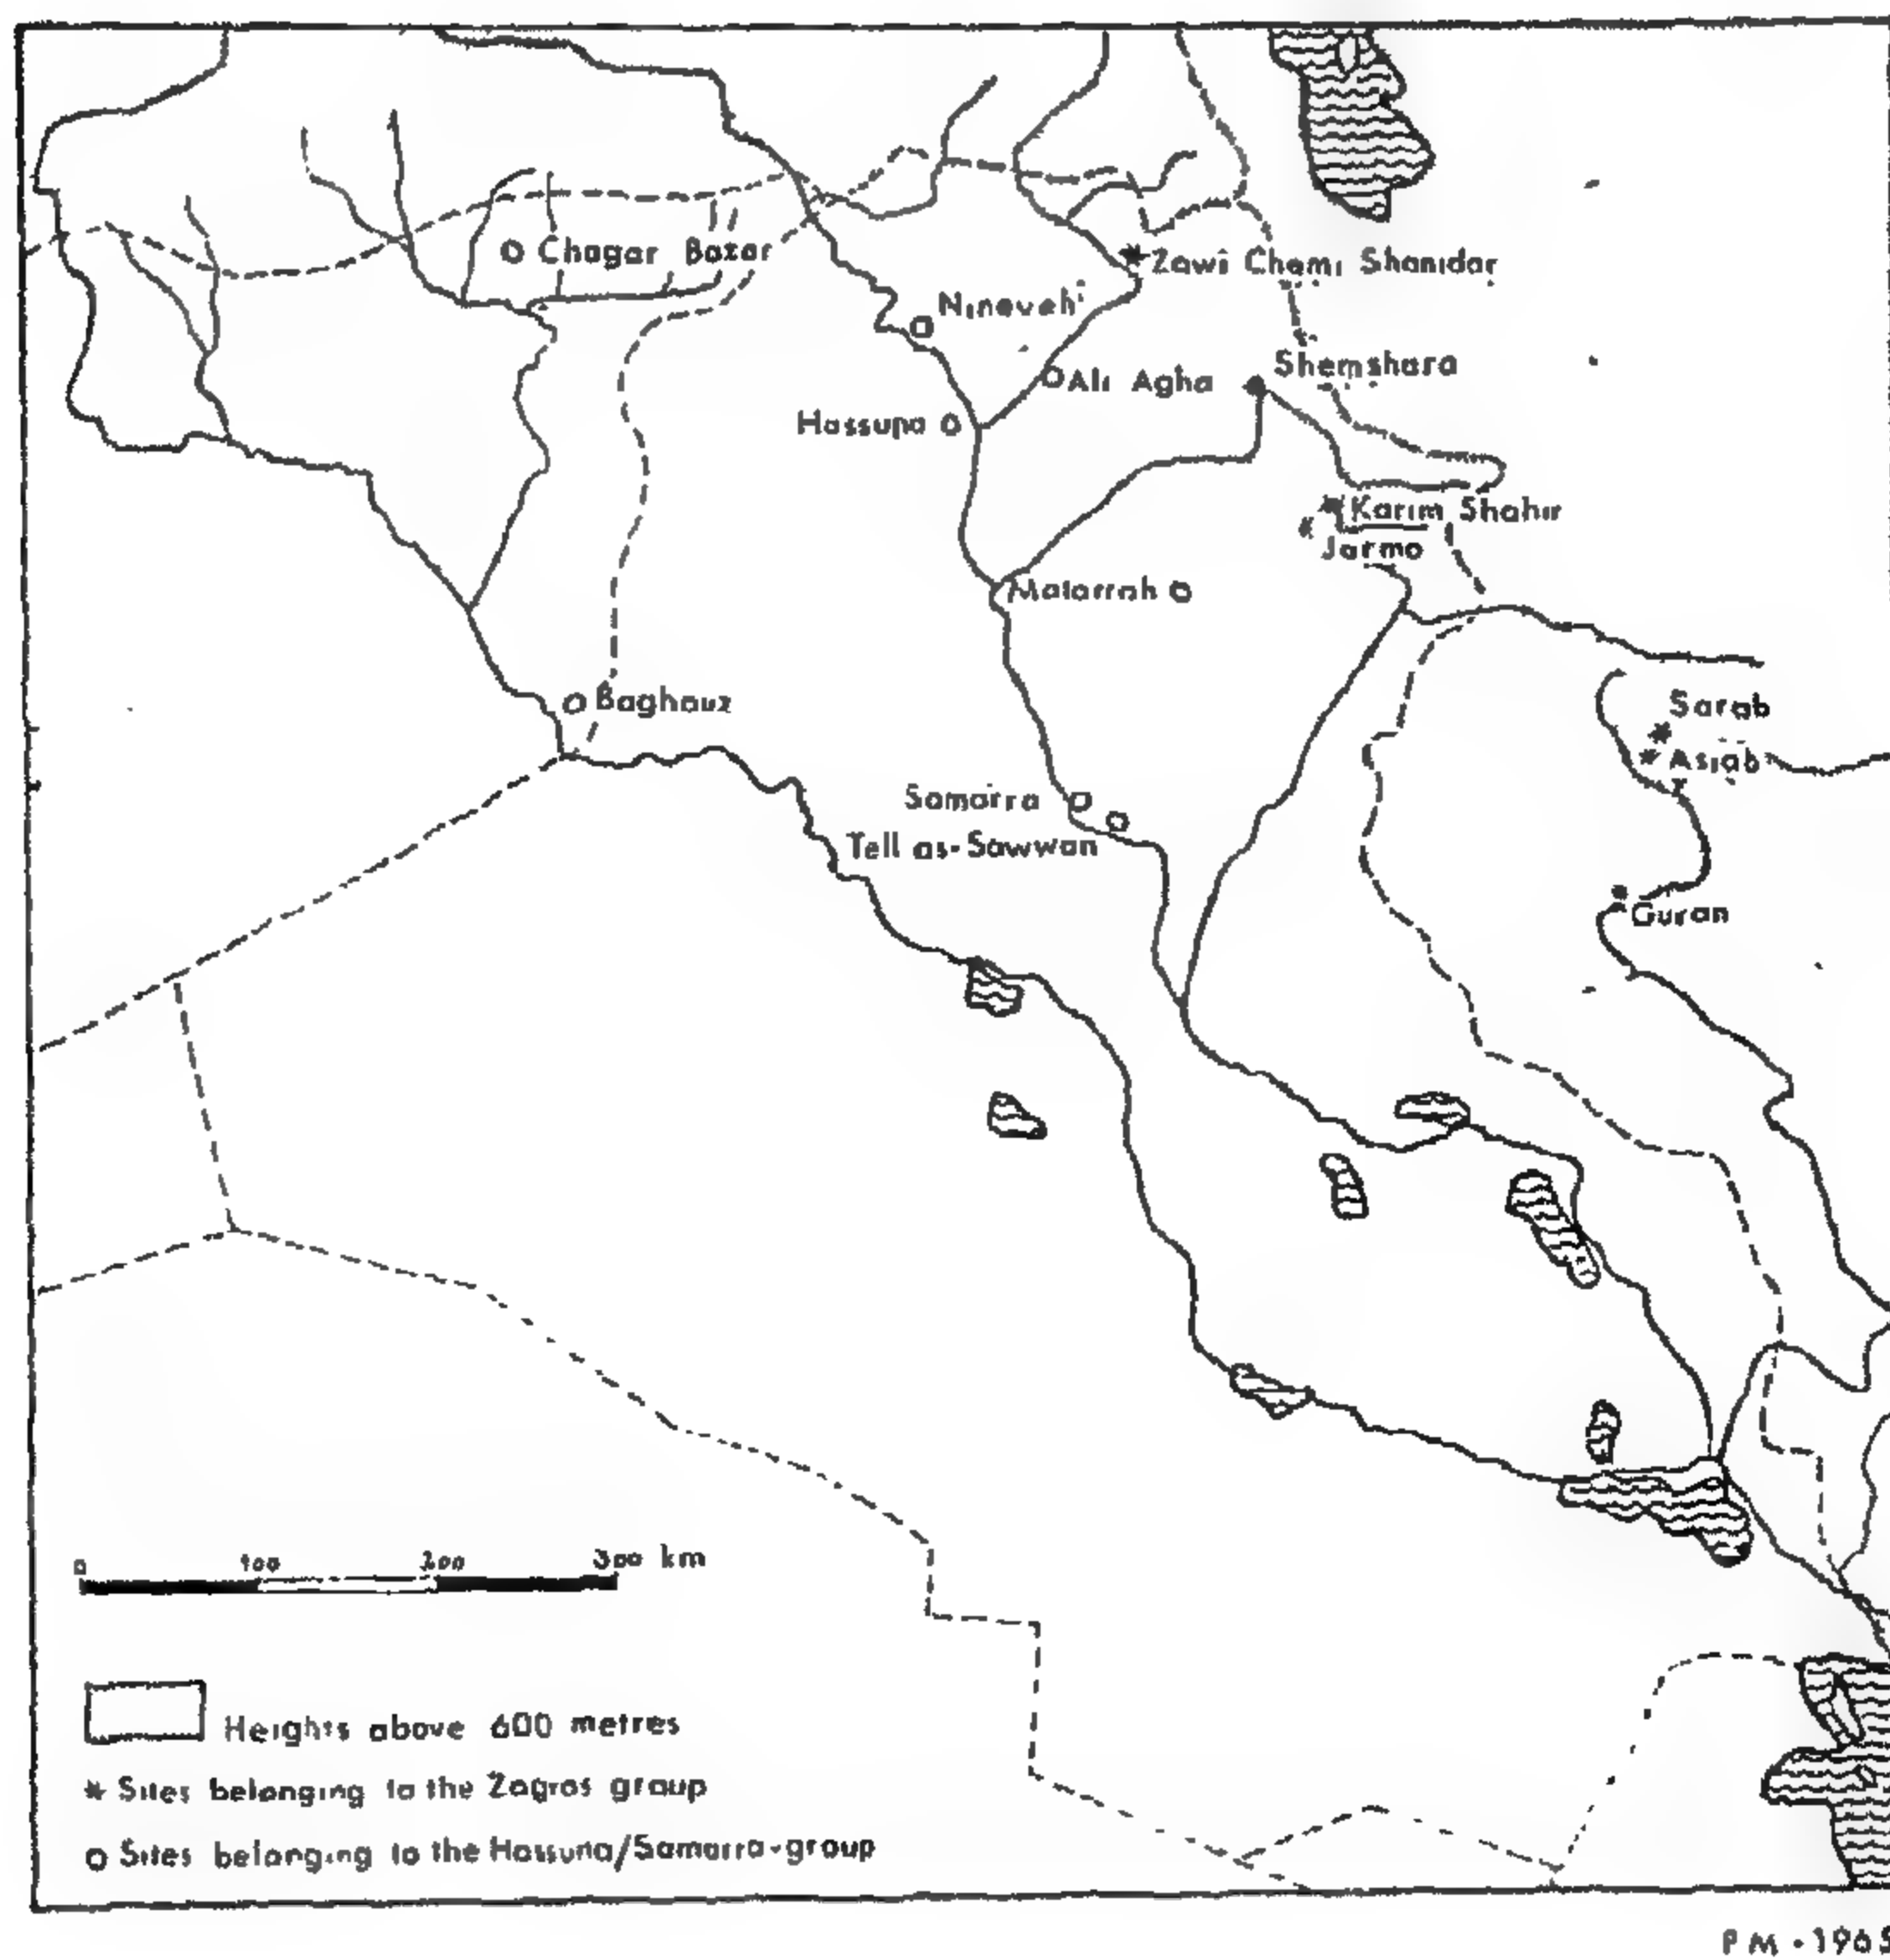 Chagar Bazar
Zawi Chami Shanidar
Nineveh
Shemshara
Ali Agha
Hassuna
Karim Shahir
Jarmo
Matarrah
Baghouz
Sarab
Asiab
Samarra
Tell as-Sawwan
Guran
0 100 200 300 km
Heights above 600 metres
Sites belonging to the Zagros group
Sites belonging to the Hassuna/Samarra-group
PM • 1965